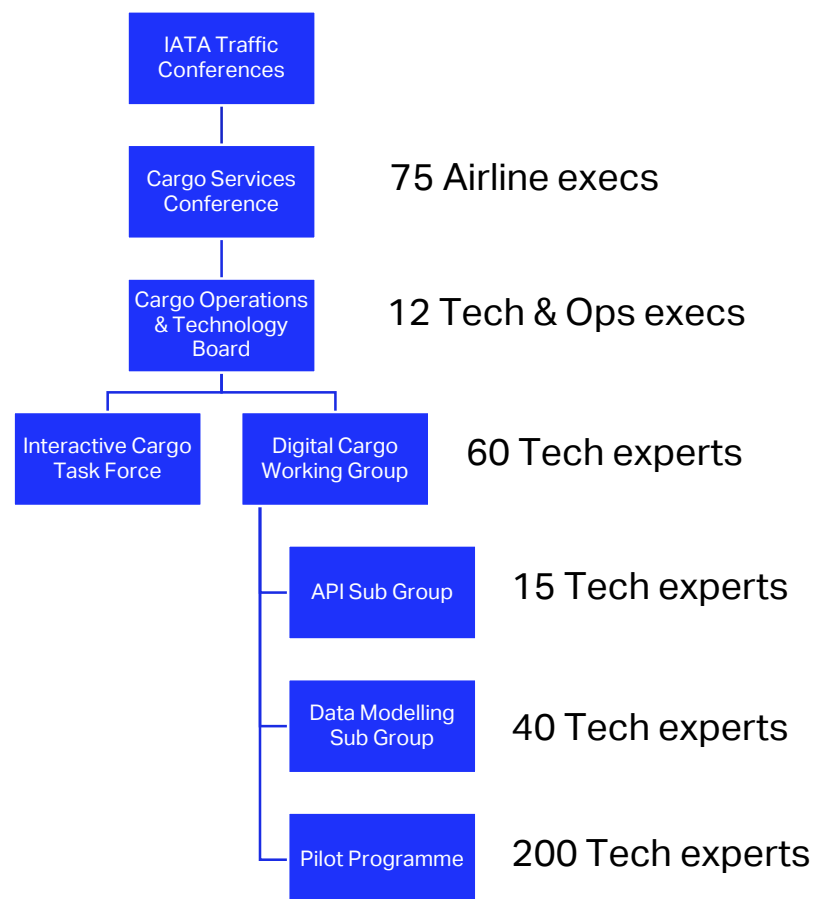 IATA Traffic
Conferences
Cargo Services
Conference
75 Airline execs
Cargo Operations
& Technology
Board
12 Tech & Ops execs
Interactive Cargo
Task Force
Digital Cargo
Working Group
60 Tech experts
API Sub Group
15 Tech experts
Data Modelling
Sub Group
40 Tech experts
Pilot Programme
200 Tech experts